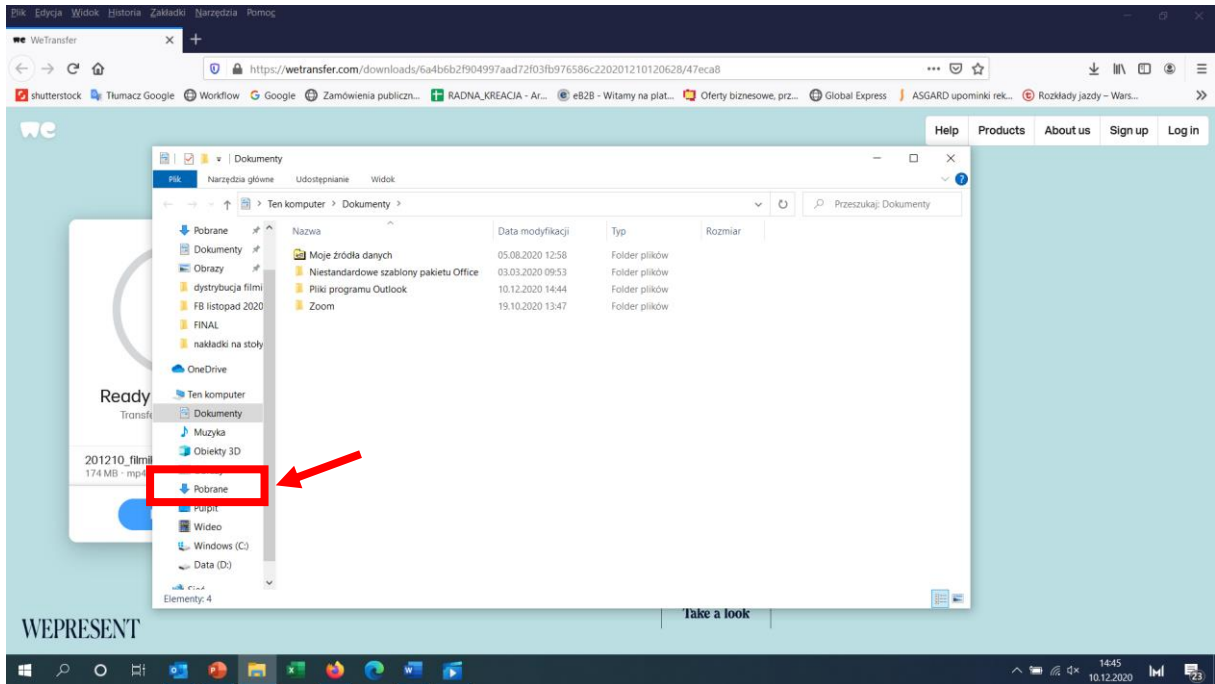 Plik Edycja Widok Historia Zakładki Narzędzia Pomoc
we WeTransfer
https://wetransfer.com/downloads/6a4b6b2f904997aad72f03fb976586c220201210120628/47eca8
shutterstock Tłumacz Google Workflow Google Zamówienia publiczn... RADNA_KREACJA - Ar... eB2B - Witamy na plat... Oferty biznesowe, prz... Global Express ASGARD upominki rek... Rozkłady jazdy – Wars...
we
Help Products About us Sign up Log in
Dokumenty
Plik Narzędzia główne Udostępnianie Widok
Ten komputer > Dokumenty >
Przeszukaj: Dokumenty
Nazwa Data modyfikacji Typ Rozmiar
Moje źródła danych 05.08.2020 12:58 Folder plików
Niestandardowe szablony pakietu Office 03.03.2020 09:53 Folder plików
Pliki programu Outlook 10.12.2020 14:44 Folder plików
Zoom 19.10.2020 13:47 Folder plików
Pobrane
Dokumenty
Obrazy
dystrybucja filmi
FB listopad 2020
FINAL
nakładki na stoły
OneDrive
Ten komputer
Dokumenty
Muzyka
Obiekty 3D
Pobrane
Pulpit
Wideo
Windows (C:)
Data (D:)
Elementy: 4
Ready
Transfe
201210_filmi
174 MB - mp4
Take a look
WEPRESENT
14:45
10.12.2020
23